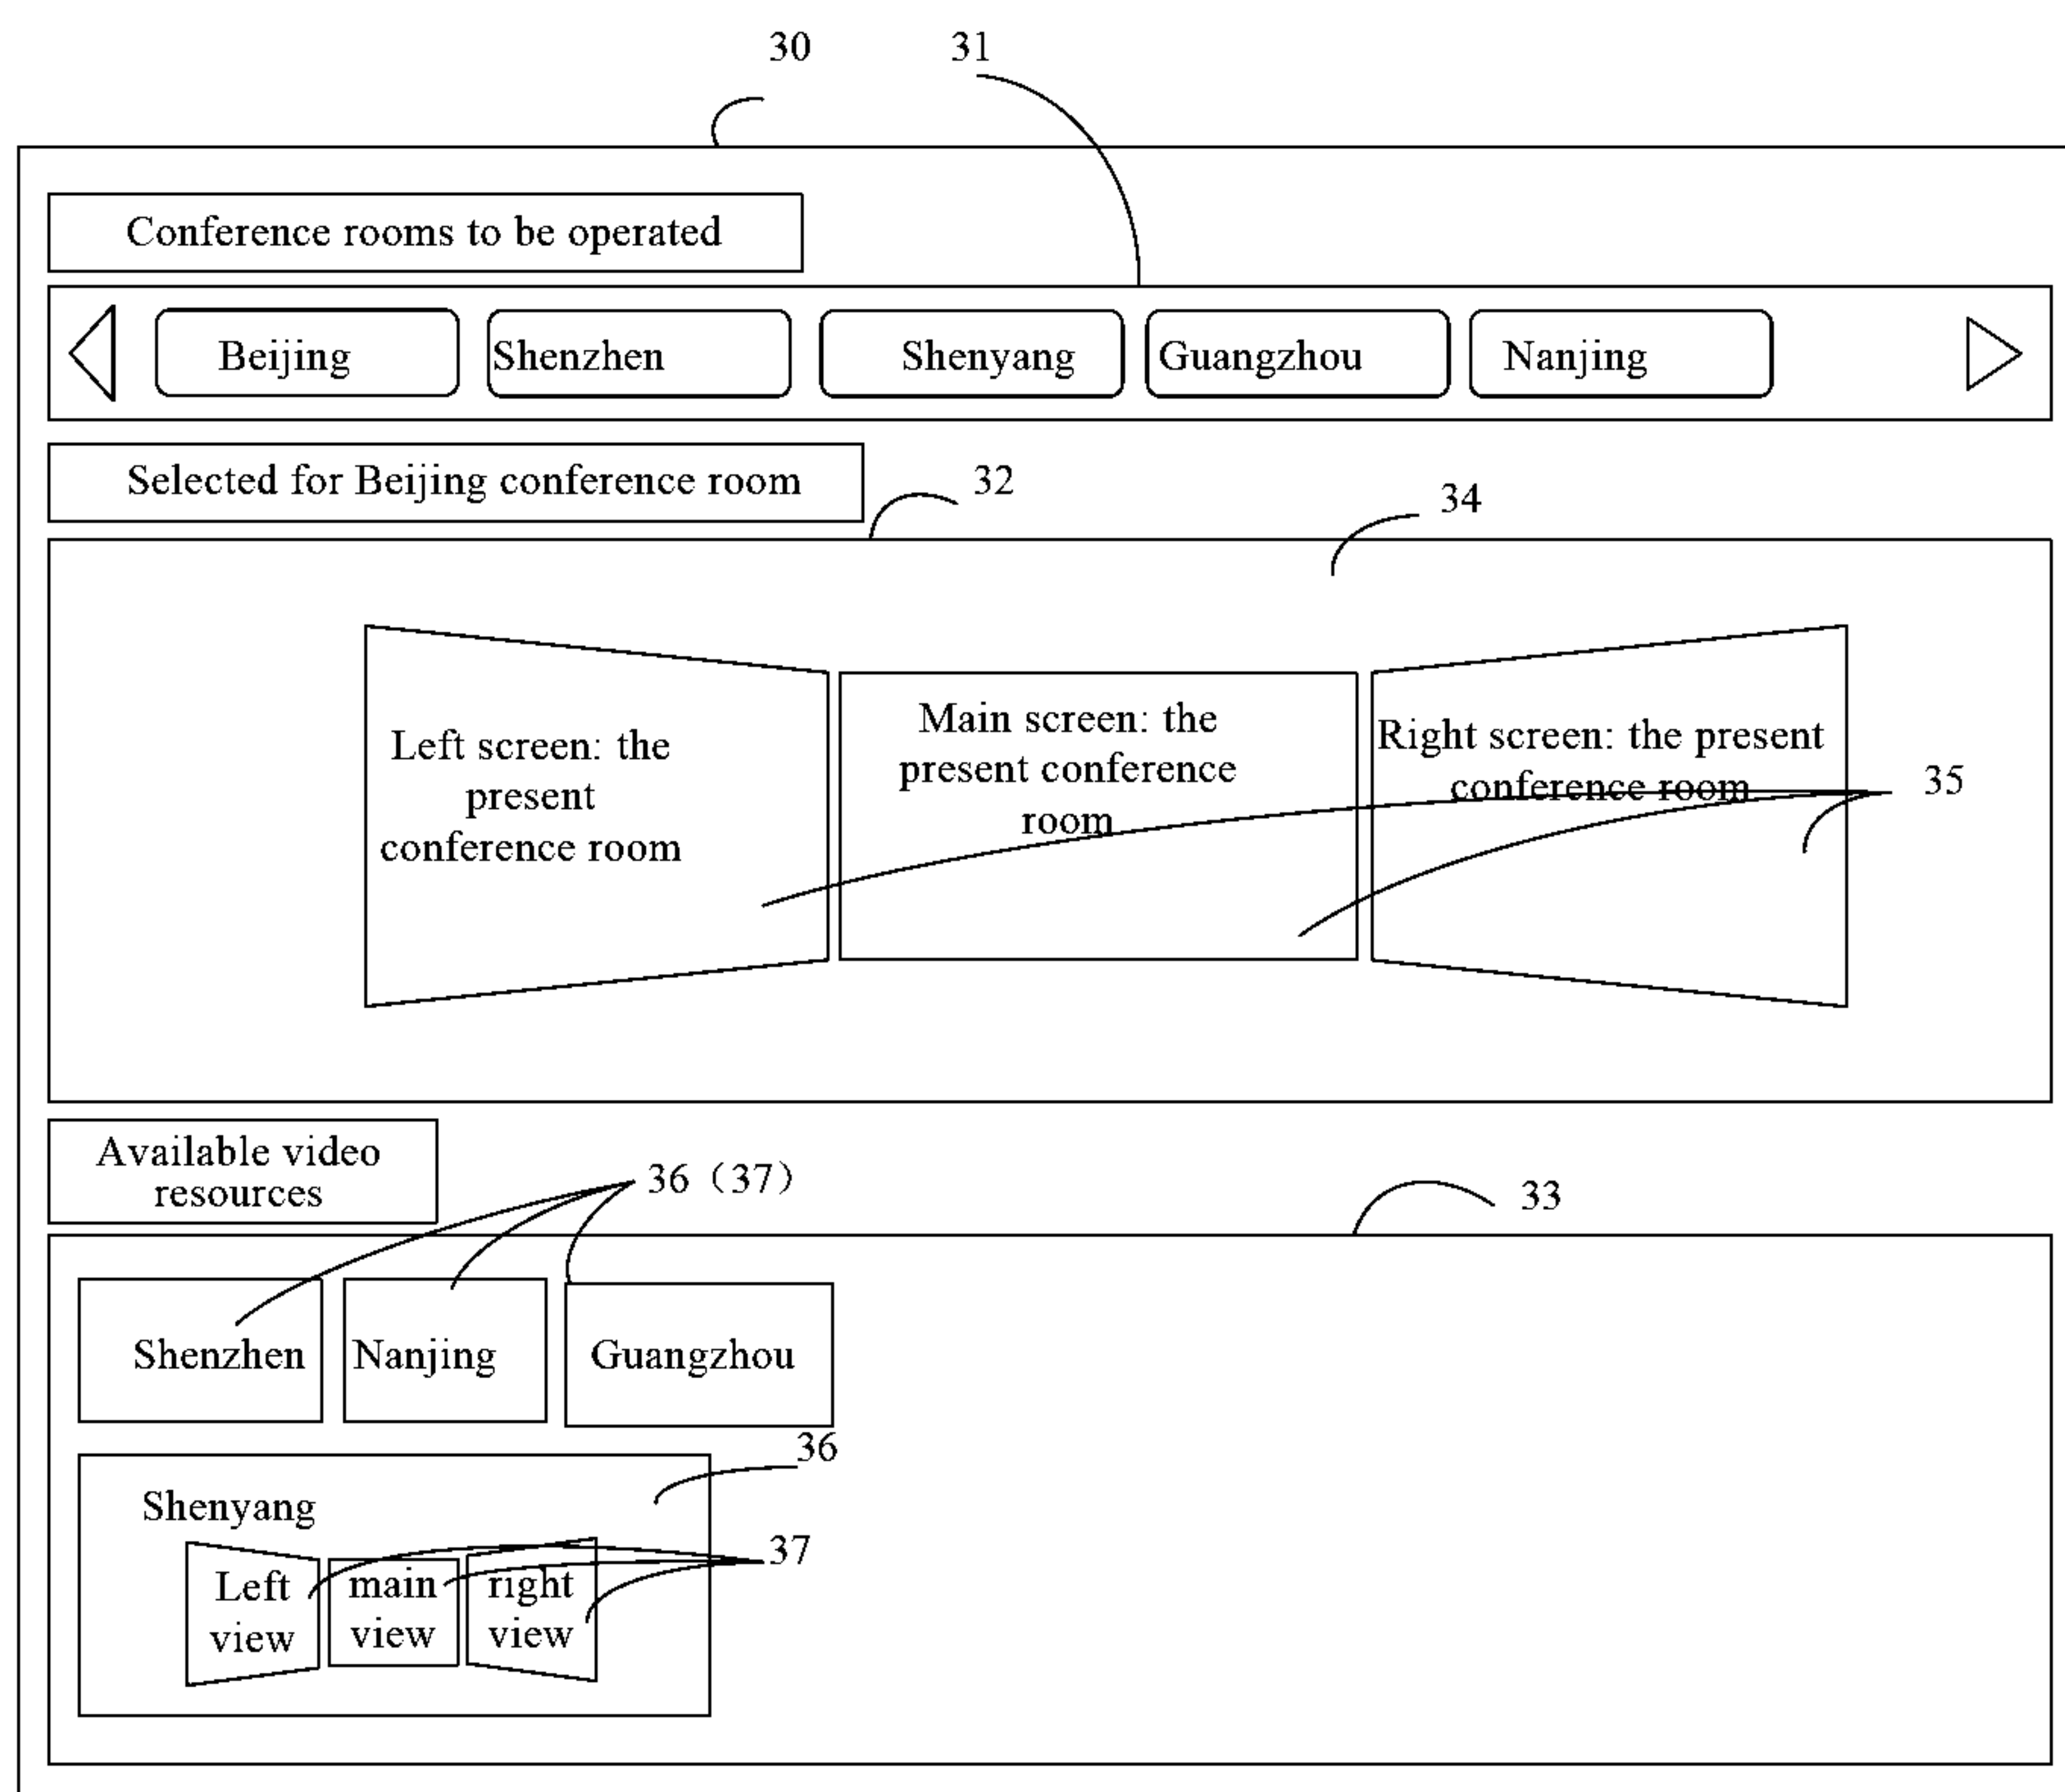 30
31
Conference rooms to be operated
Beijing
Shenzhen
Shenyang
Guangzhou
Nanjing
Selected for Beijing conference room
32
34
Left screen: the
present
conference room
Main screen: the
present conference
room
Right screen: the present
conference room
35
Available video
resources
36（37）
33
Shenzhen
Nanjing
Guangzhou
36
Shenyang
37
Left
view
main
view
right
view